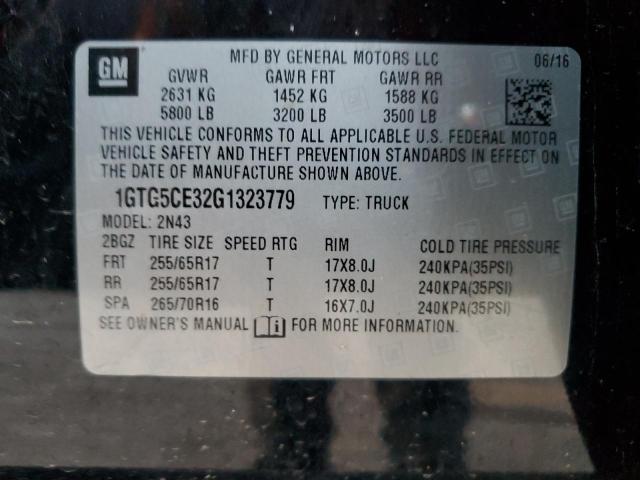 GM
MFD BY GENERAL MOTORS LLC 06/16
GVWR GAWR FRT GAWR RR
2631 KG 1452 KG 1588 KG
5800 LB 3200 LB 3500 LB
THIS VEHICLE CONFORMS TO ALL APPLICABLE U.S. FEDERAL MOTOR
VEHICLE SAFETY AND THEFT PREVENTION STANDARDS IN EFFECT ON
THE DATE OF MANUFACTURE SHOWN ABOVE.
1GTG5CE32G1323779 TYPE: TRUCK
MODEL: 2N43
2BGZ TIRE SIZE SPEED RTG RIM COLD TIRE PRESSURE
FRT 255/65R17 T 17X8.0J 240KPA(35PSI)
RR 255/65R17 T 17X8.0J 240KPA(35PSI)
SPA 265/70R16 T 16X7.0J 240KPA(35PSI)
SEE OWNER'S MANUAL i FOR MORE INFORMATION.